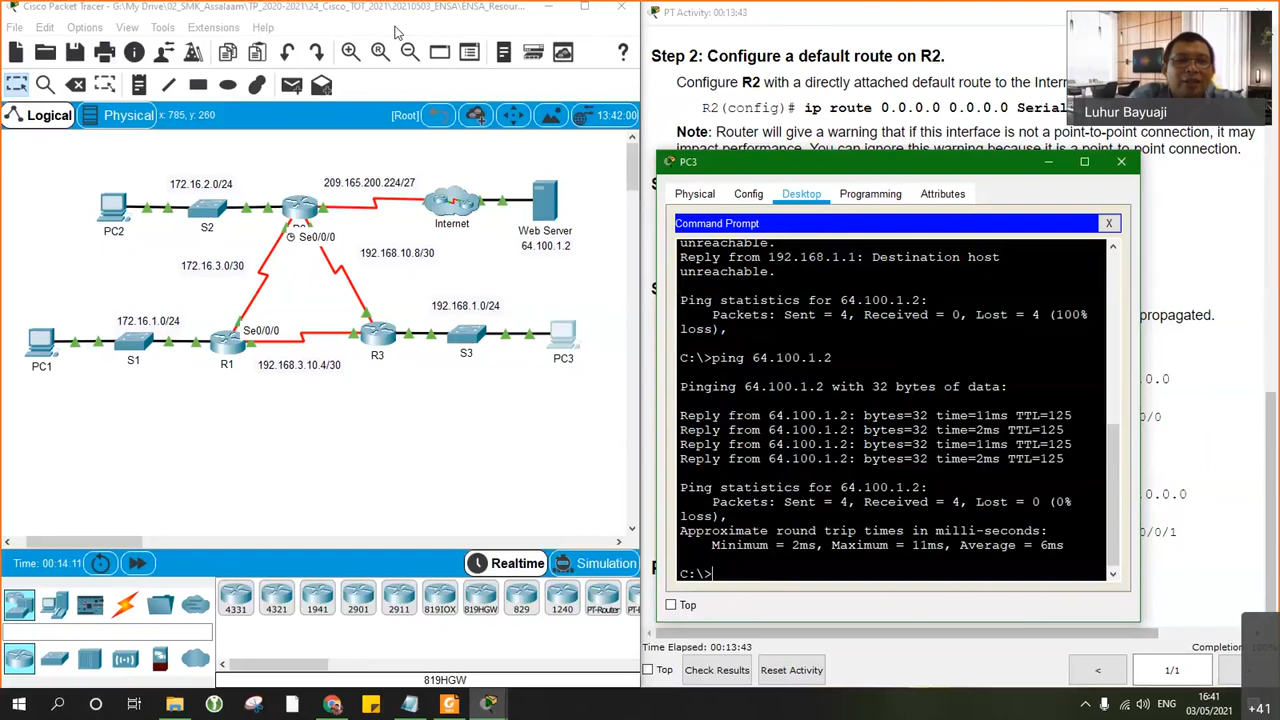 Cisco Packet Tracer - G:\My Drive\02_SMK_Assalaam\TP_2020-2021\24_Cisco_TOT_2021\20210503_ENSA\ENSA_Resour...
File Edit Options View Tools Extensions Help
Logical
Physical
x: 785, y: 260
[Root]
13:42:00
172.16.2.0/24
209.165.200.224/27
PC2
S2
Internet
Web Server
64.100.1.2
Se0/0/0
172.16.3.0/30
192.168.10.8/30
192.168.1.0/24
172.16.1.0/24
Se0/0/0
PC1
S1
R1
192.168.3.10.4/30
R3
S3
PC3
Time: 00:14.11
Realtime
Simulation
4331
4321
1941
2901
2911
819IOX
819HGW
829
1240
PT-Router
819HGW
PT Activity: 00:13:43
Step 2: Configure a default route on R2.
Configure R2 with a directly attached default route to the Intern
R2(config)# ip route 0.0.0.0 0.0.0.0 Serial
Note: Router will give a warning that if this interface is not a point-to-point connection, it may
impact performance. You can ignore this warning because it is a point-to-point connection.
Luhur Bayuaji
PC3
Physical
Config
Desktop
Programming
Attributes
Command Prompt
X
unreachable.
Reply from 192.168.1.1: Destination host
unreachable.
Ping statistics for 64.100.1.2:
Packets: Sent = 4, Received = 0, Lost = 4 (100%
loss),
C:\>ping 64.100.1.2
Pinging 64.100.1.2 with 32 bytes of data:
Reply from 64.100.1.2: bytes=32 time=11ms TTL=125
Reply from 64.100.1.2: bytes=32 time=2ms TTL=125
Reply from 64.100.1.2: bytes=32 time=11ms TTL=125
Reply from 64.100.1.2: bytes=32 time=2ms TTL=125
Ping statistics for 64.100.1.2:
Packets: Sent = 4, Received = 4, Lost = 0 (0%
loss),
Approximate round trip times in milli-seconds:
Minimum = 2ms, Maximum = 11ms, Average = 6ms
C:\>
Top
propagated.
0.0
0/0
0.0.0
0/0/1
Time Elapsed: 00:13:43
Completion:
Top
Check Results
Reset Activity
<
1/1
ENG
16:41
03/05/2021
+41